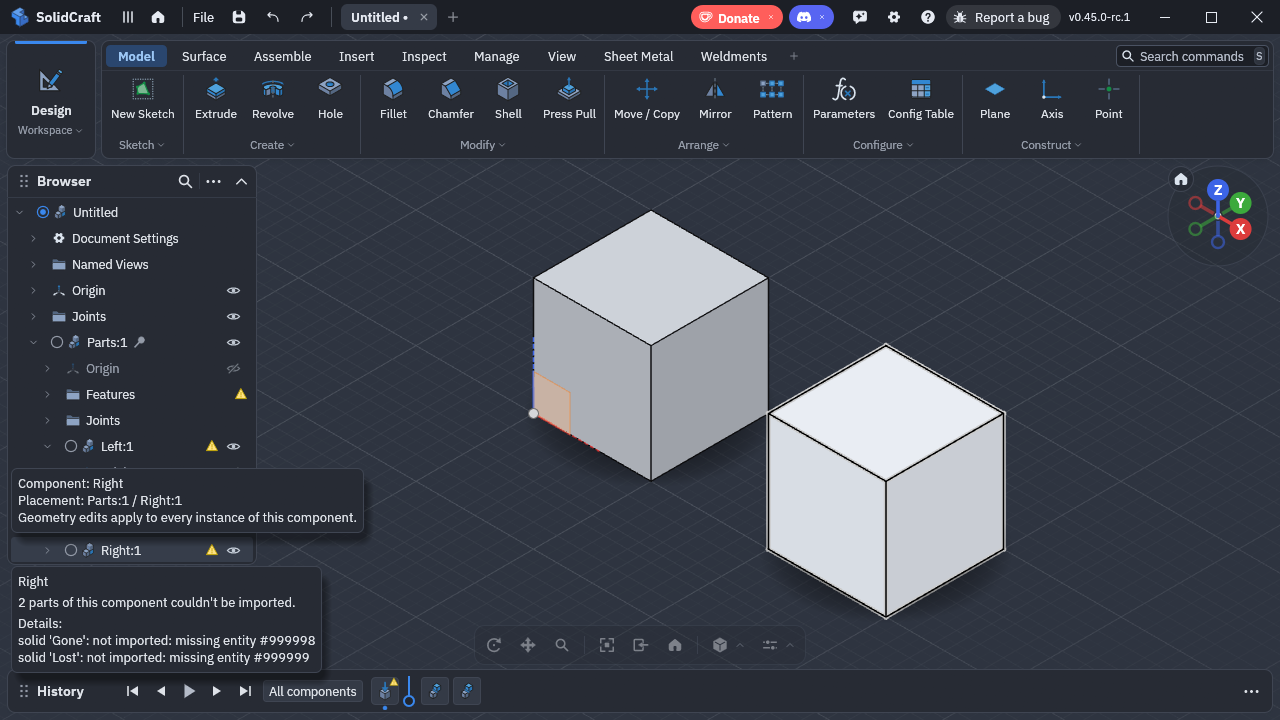 SolidCraft
File
Untitled •
Donate
Report a bug
v0.45.0-rc.1
Design
Workspace
Model
Surface
Assemble
Insert
Inspect
Manage
View
Sheet Metal
Weldments
Search commands
S
New Sketch
Extrude
Revolve
Hole
Fillet
Chamfer
Shell
Press Pull
Move / Copy
Mirror
Pattern
Parameters
Config Table
Plane
Axis
Point
Sketch
Create
Modify
Arrange
Configure
Construct
Browser
Untitled
Document Settings
Named Views
Origin
Joints
Parts:1
Origin
Features
Joints
Left:1
Component: Right
Placement: Parts:1 / Right:1
Geometry edits apply to every instance of this component.
Right:1
Right
2 parts of this component couldn't be imported.
Details:
solid 'Gone': not imported: missing entity #999998
solid 'Lost': not imported: missing entity #999999
Z
Y
X
History
All components